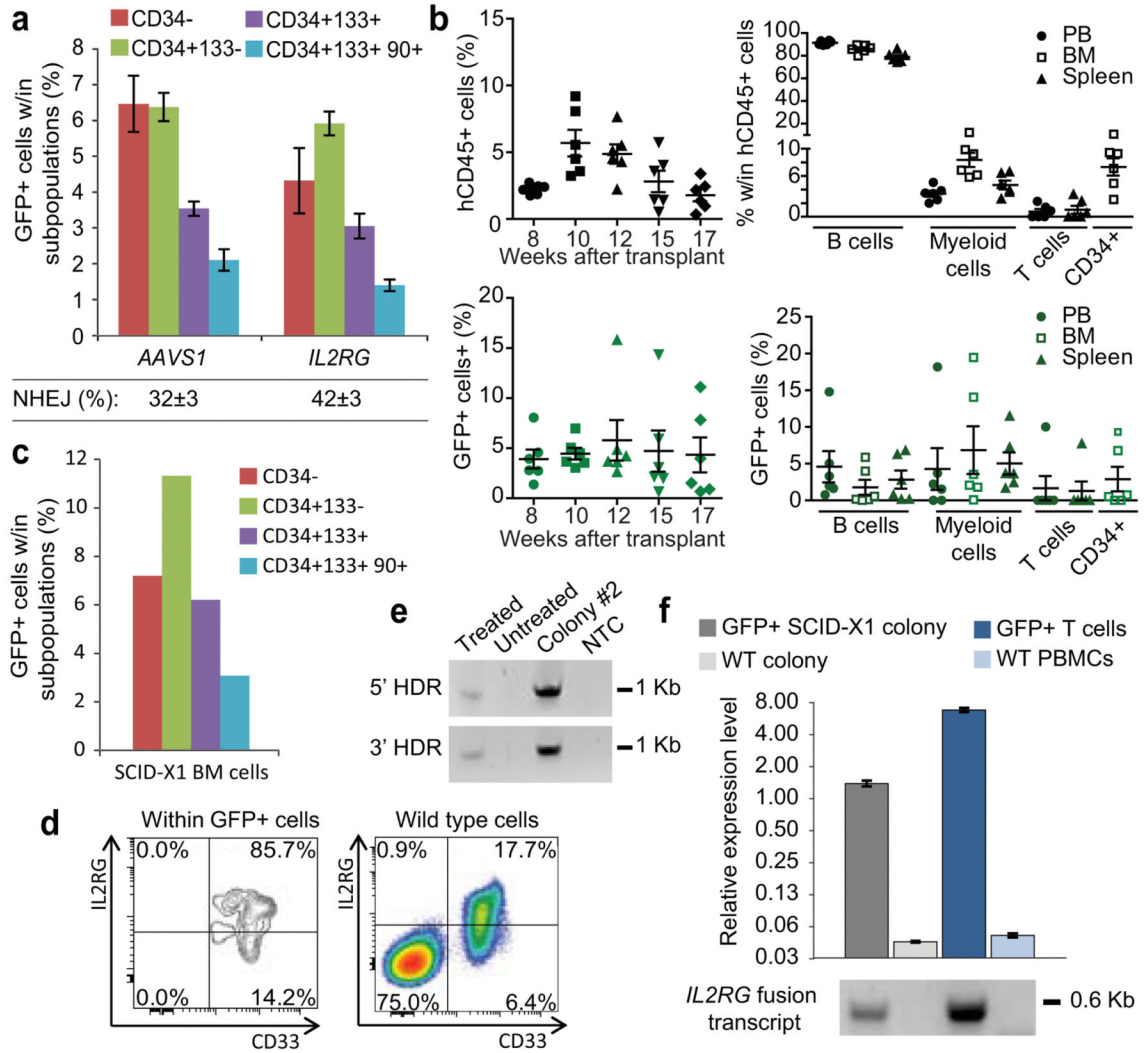 a
CD34-
CD34+133+
CD34+133-
CD34+133+ 90+
GFP+ cells w/in
subpopulations (%)
8
7
6
5
4
3
2
1
0
AAVS1
IL2RG
NHEJ (%):
32±3
42±3
b
hCD45+ cells (%)
15
10
5
0
8
10
12
15
17
Weeks after transplant
% w/in hCD45+ cells
100
80
60
40
20
10
5
0
PB
BM
Spleen
B cells
Myeloid
cells
T cells
CD34+
GFP+ cells+ (%)
20
15
10
5
0
8
10
12
15
17
Weeks after transplant
GFP+ cells (%)
25
20
15
10
5
0
PB
BM
Spleen
B cells
Myeloid
cells
T cells
CD34+
c
GFP+ cells w/in
subpopulations (%)
12
10
8
6
4
2
0
CD34-
CD34+133-
CD34+133+
CD34+133+ 90+
SCID-X1 BM cells
d
Within GFP+ cells
IL2RG
0.0%
85.7%
0.0%
14.2%
CD33
Wild type cells
IL2RG
0.9%
17.7%
75.0%
6.4%
CD33
e
Treated
Untreated
Colony #2
NTC
5' HDR
1 Kb
3' HDR
1 Kb
f
GFP+ SCID-X1 colony
GFP+ T cells
WT colony
WT PBMCs
Relative expression level
8.00
4.00
2.00
1.00
0.50
0.25
0.13
0.06
0.03
IL2RG fusion
transcript
0.6 Kb